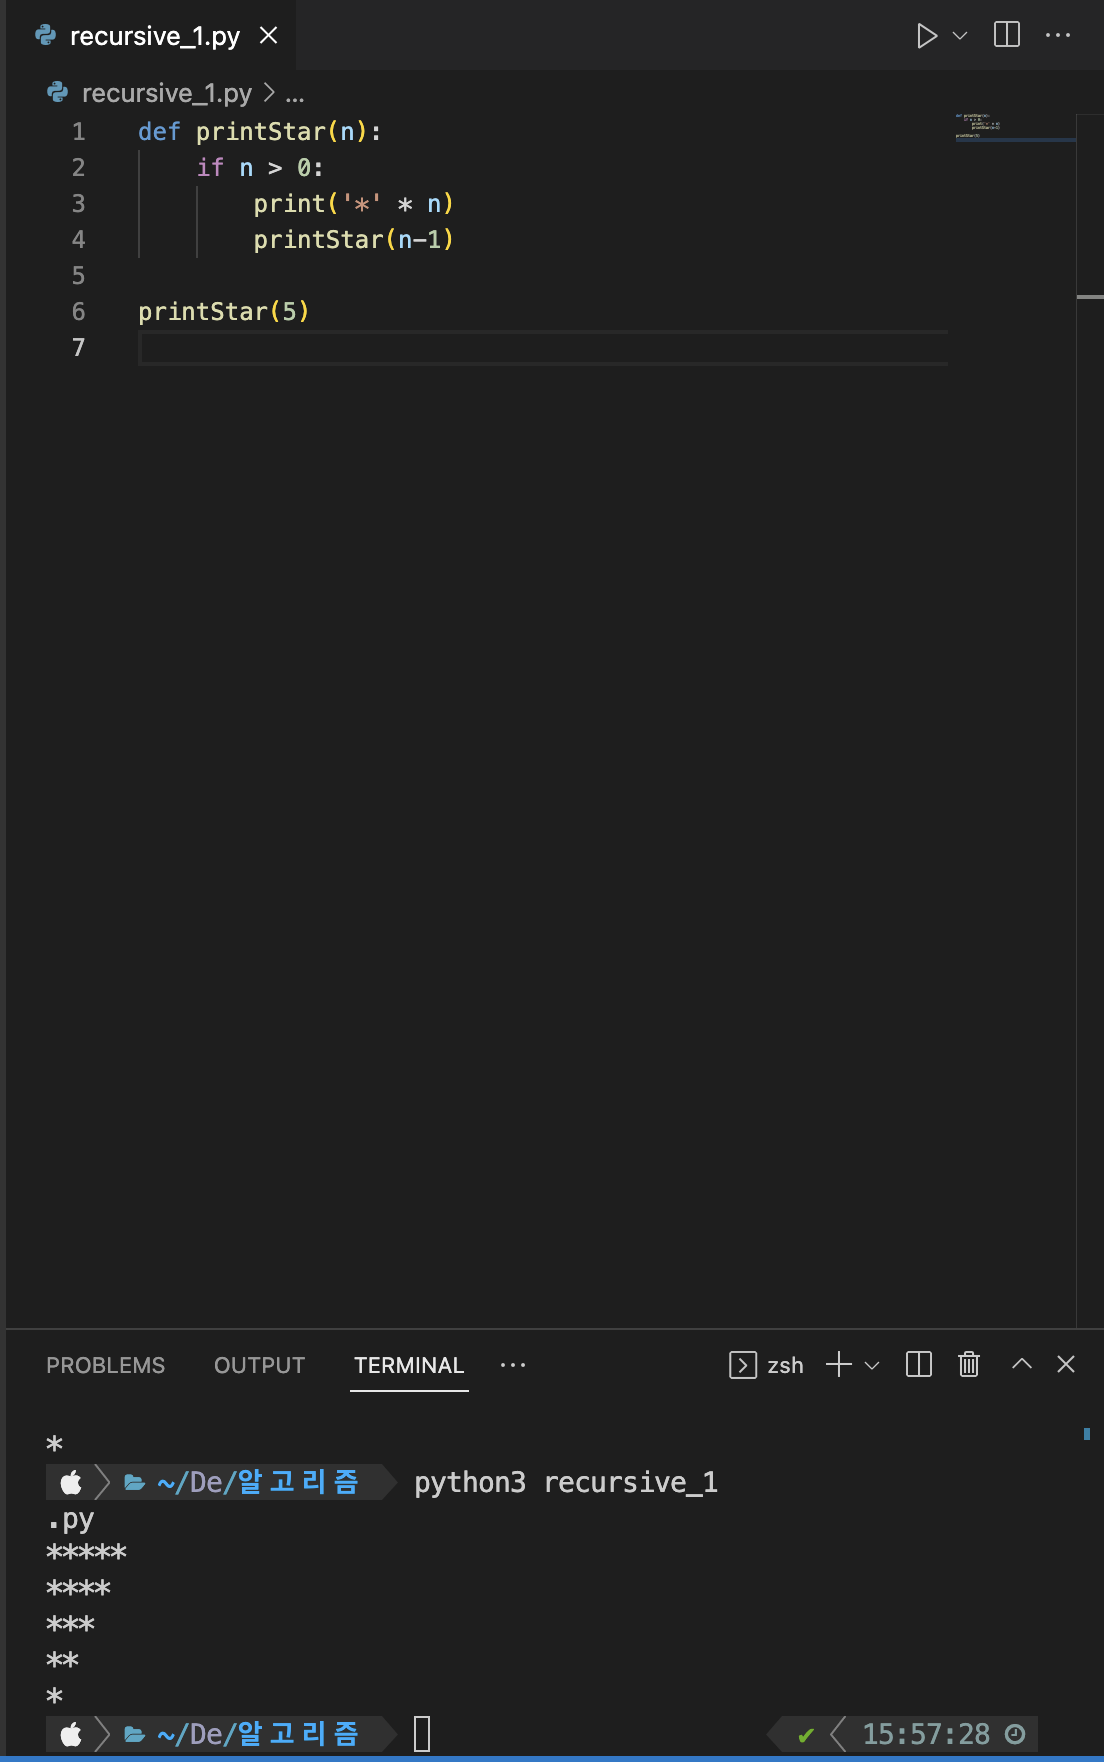 recursive_1.py
recursive_1.py > ...
1 def printStar(n):
2     if n > 0:
3         print('*' * n)
4         printStar(n-1)
5
6 printStar(5)
7
PROBLEMS OUTPUT TERMINAL ··· zsh
*
~/De/알고리즘 python3 recursive_1
.py
*****
****
***
**
*
~/De/알고리즘 ✔ 15:57:28